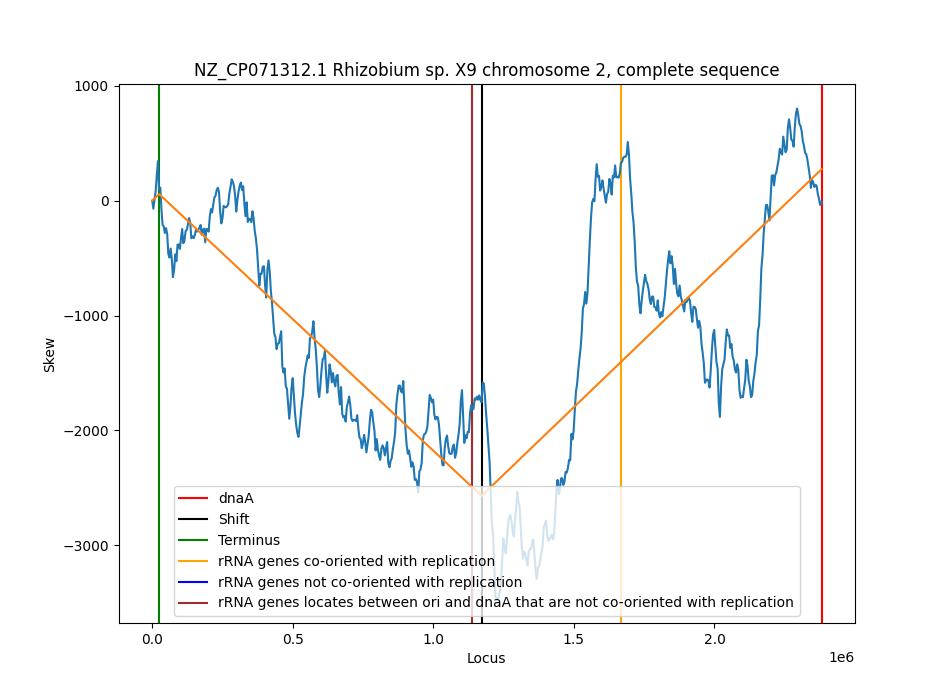 NZ_CP071312.1 Rhizobium sp. X9 chromosome 2, complete sequence
1000
0
−1000
−2000
−3000
Skew
dnaA
Shift
Terminus
rRNA genes co-oriented with replication
rRNA genes not co-oriented with replication
rRNA genes locates between ori and dnaA that are not co-oriented with replication
0.0 0.5 1.0 1.5 2.0
Locus
1e6